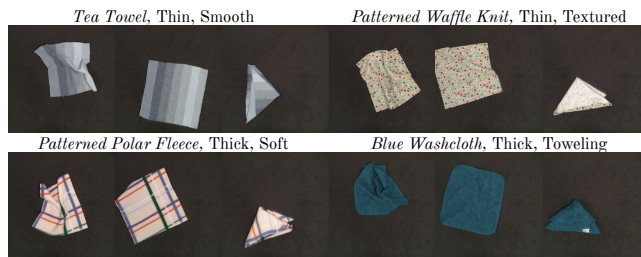 Tea Towel, Thin, Smooth
Patterned Waffle Knit, Thin, Textured
Patterned Polar Fleece, Thick, Soft
Blue Washcloth, Thick, Toweling